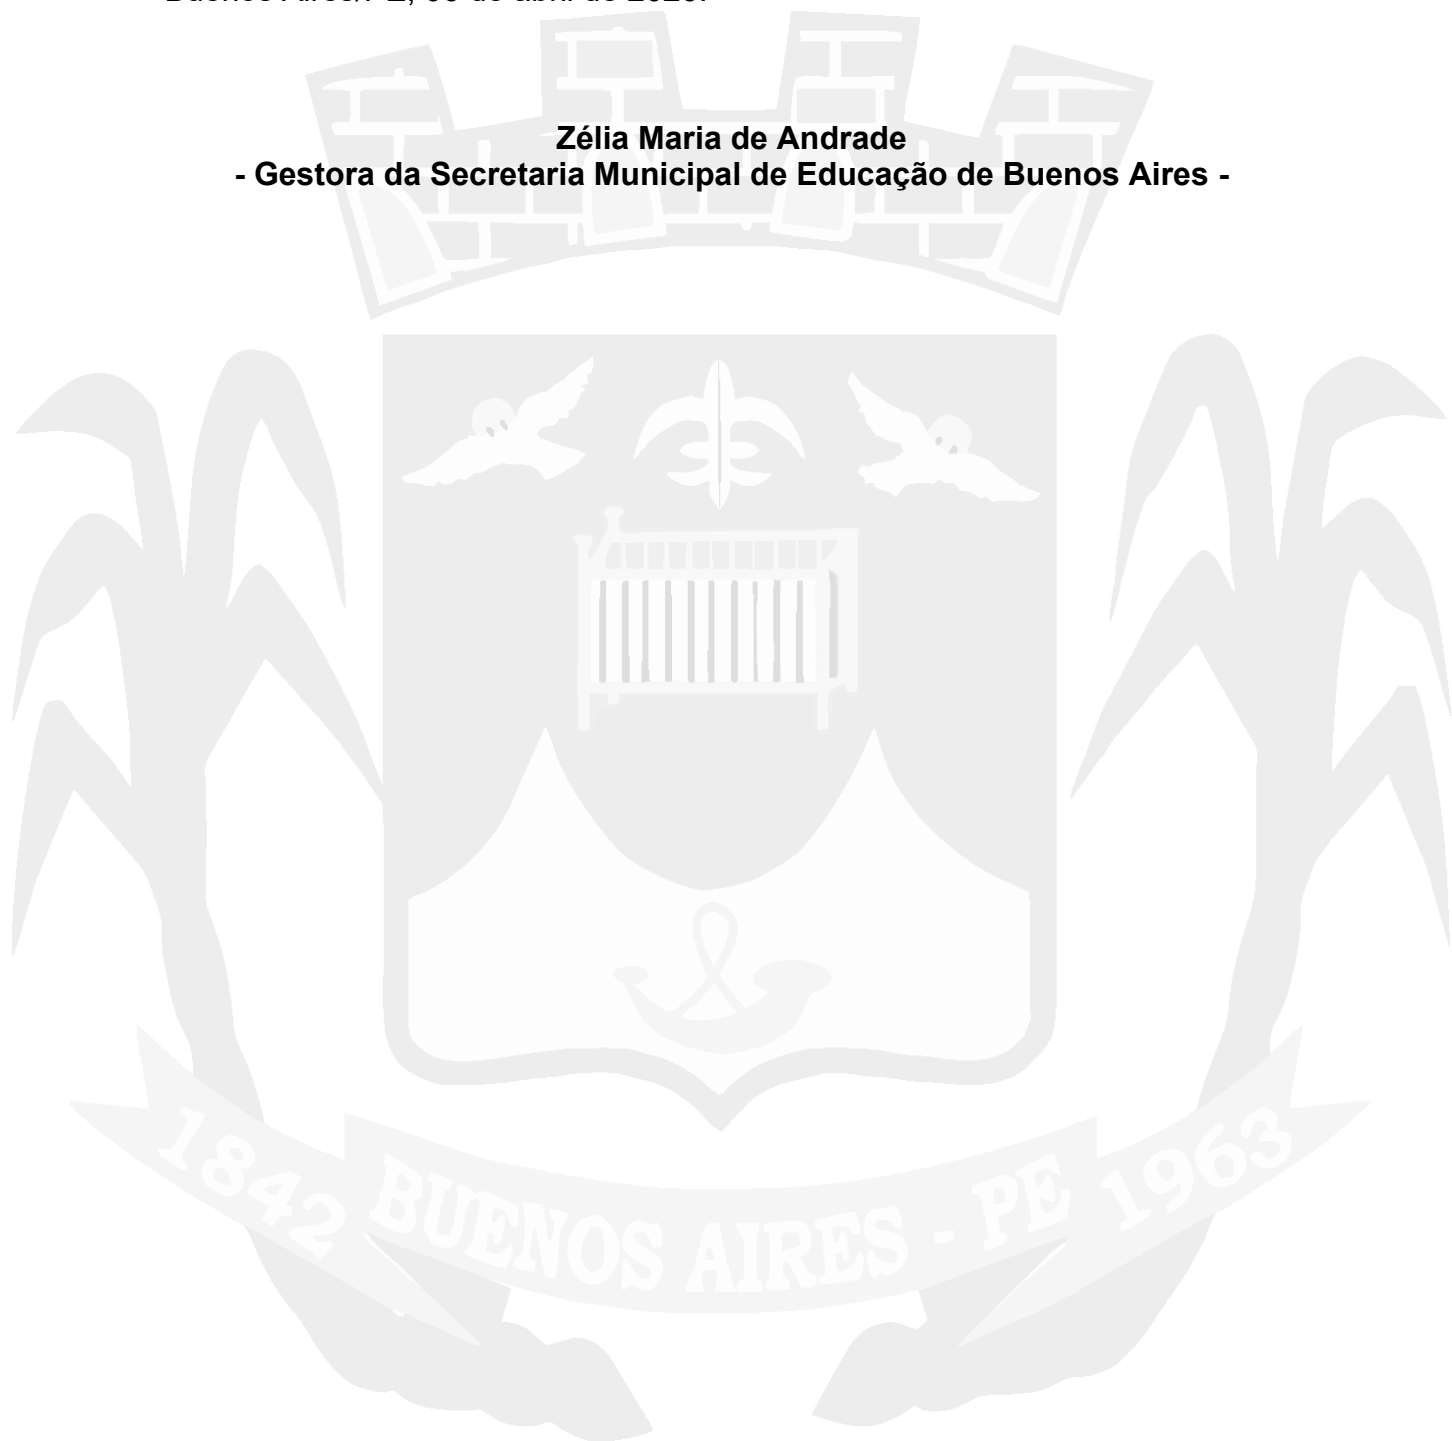 Zélia Maria de Andrade
- Gestora da Secretaria Municipal de Educação de Buenos Aires -
1842 BUENOS AIRES - PE 1963